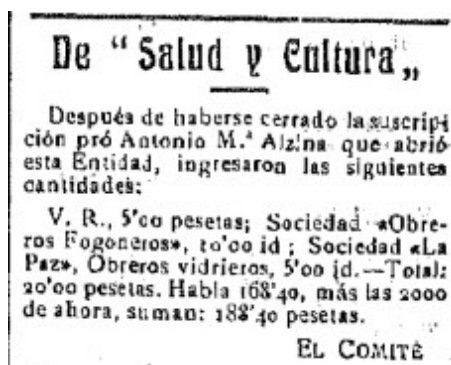 De “Salud y Cultura„
Después de haberse cerrado la suscripi
ción pró Antonio M.ª Alzina que abrió
esta Entidad, ingresaron las siguientes
cantidades:
V. R., 5'00 pesetas; Sociedad «Obre-
ros Fogoneros», 10'00 id ; Sociedad «La
Paz», Obreros vidrieros, 5'00 id.—Total:
20'00 pesetas. Habla 168'40, más las 2000
de ahora, suman: 188'40 pesetas.
EL COMITÉ